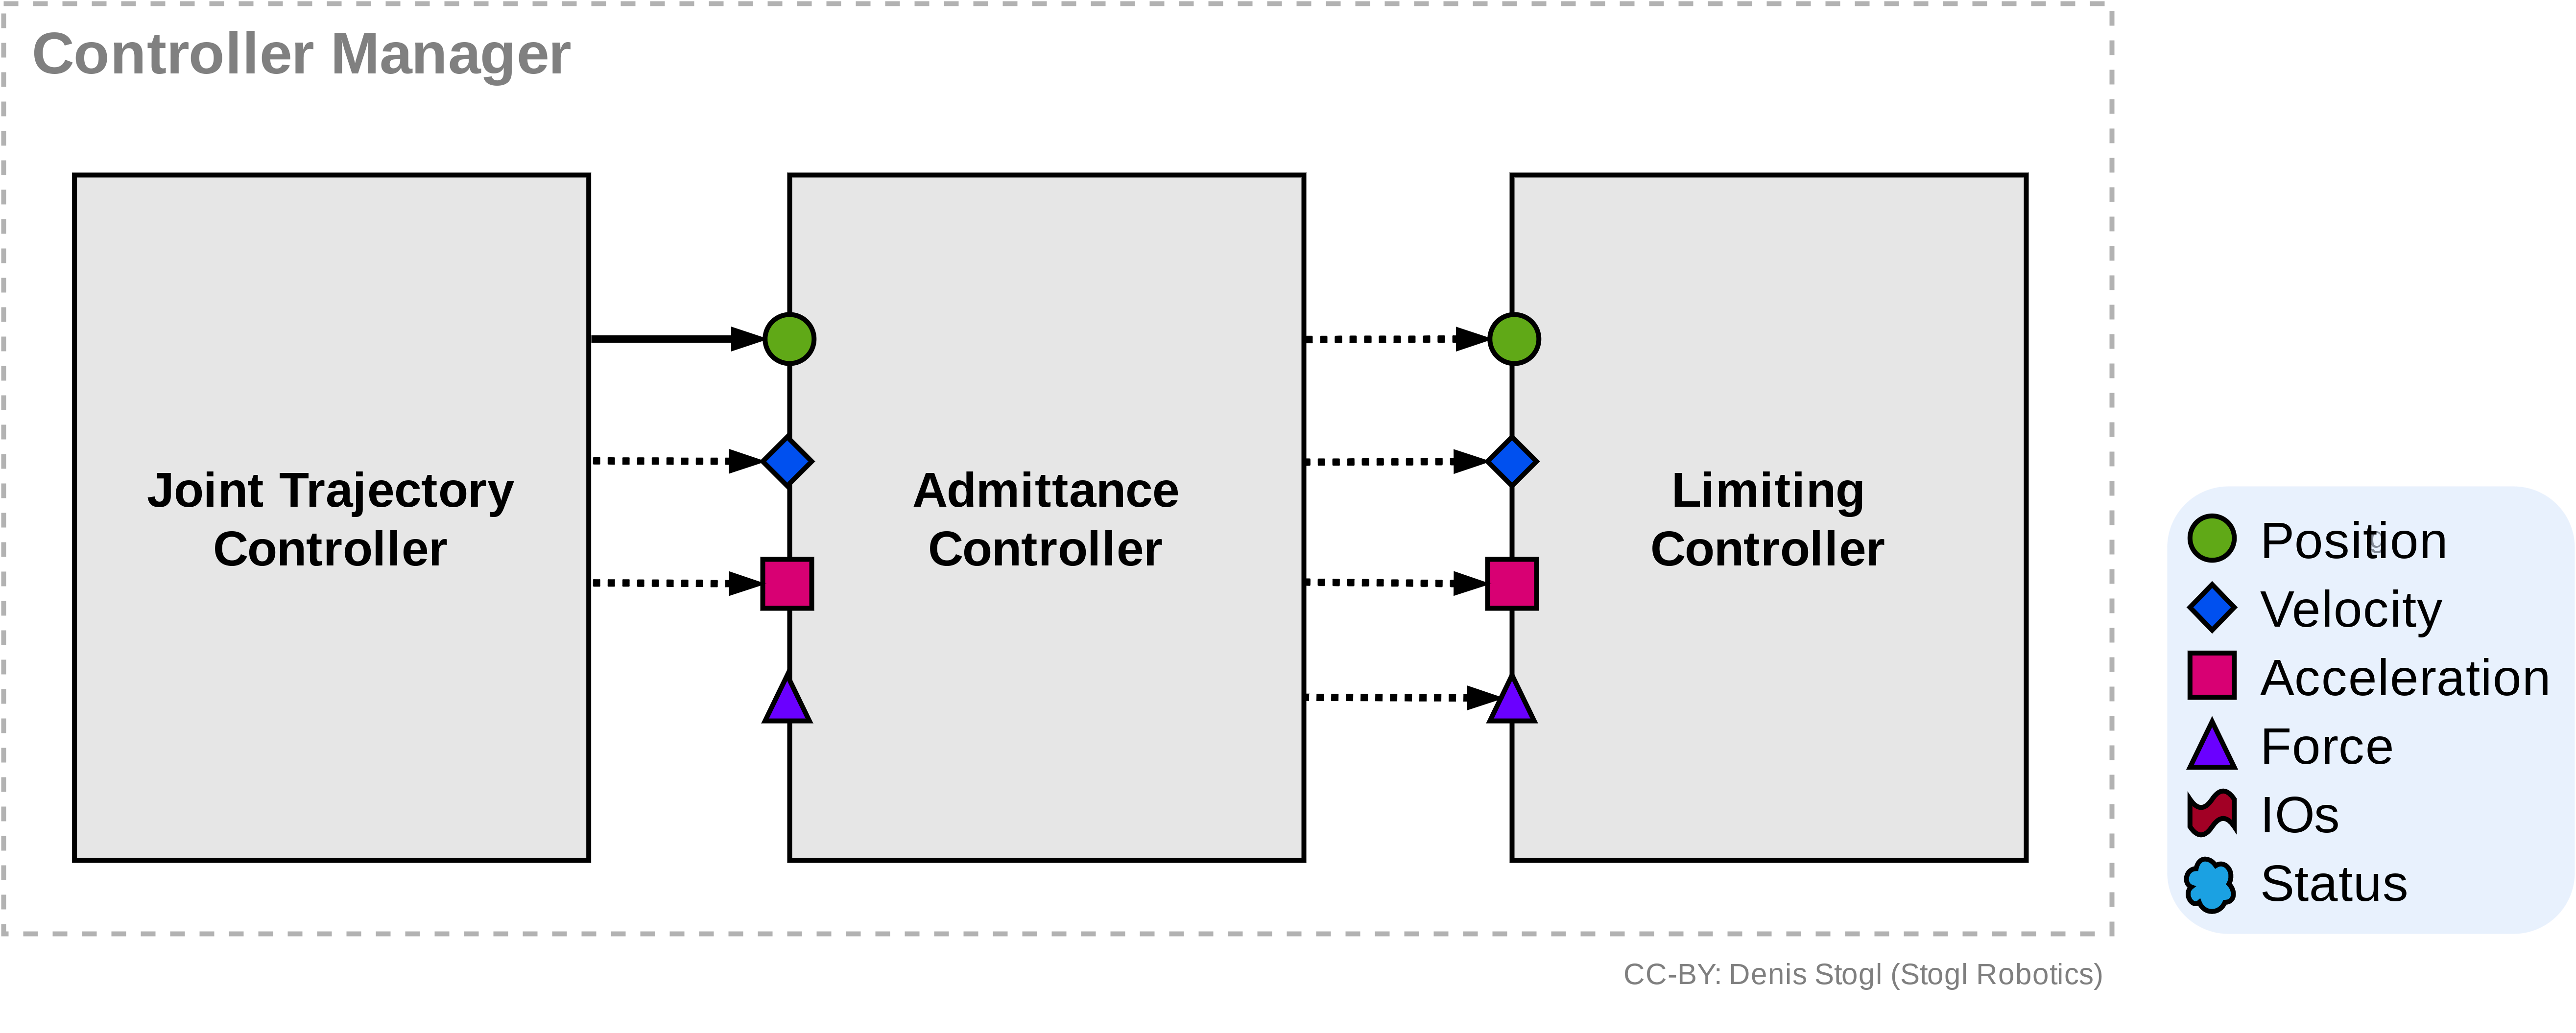 Controller Manager
Joint Trajectory
Controller
Admittance
Controller
Limiting
Controller
Position
Velocity
Acceleration
Force
IOs
Status
CC-BY: Denis Stogl (Stogl Robotics)